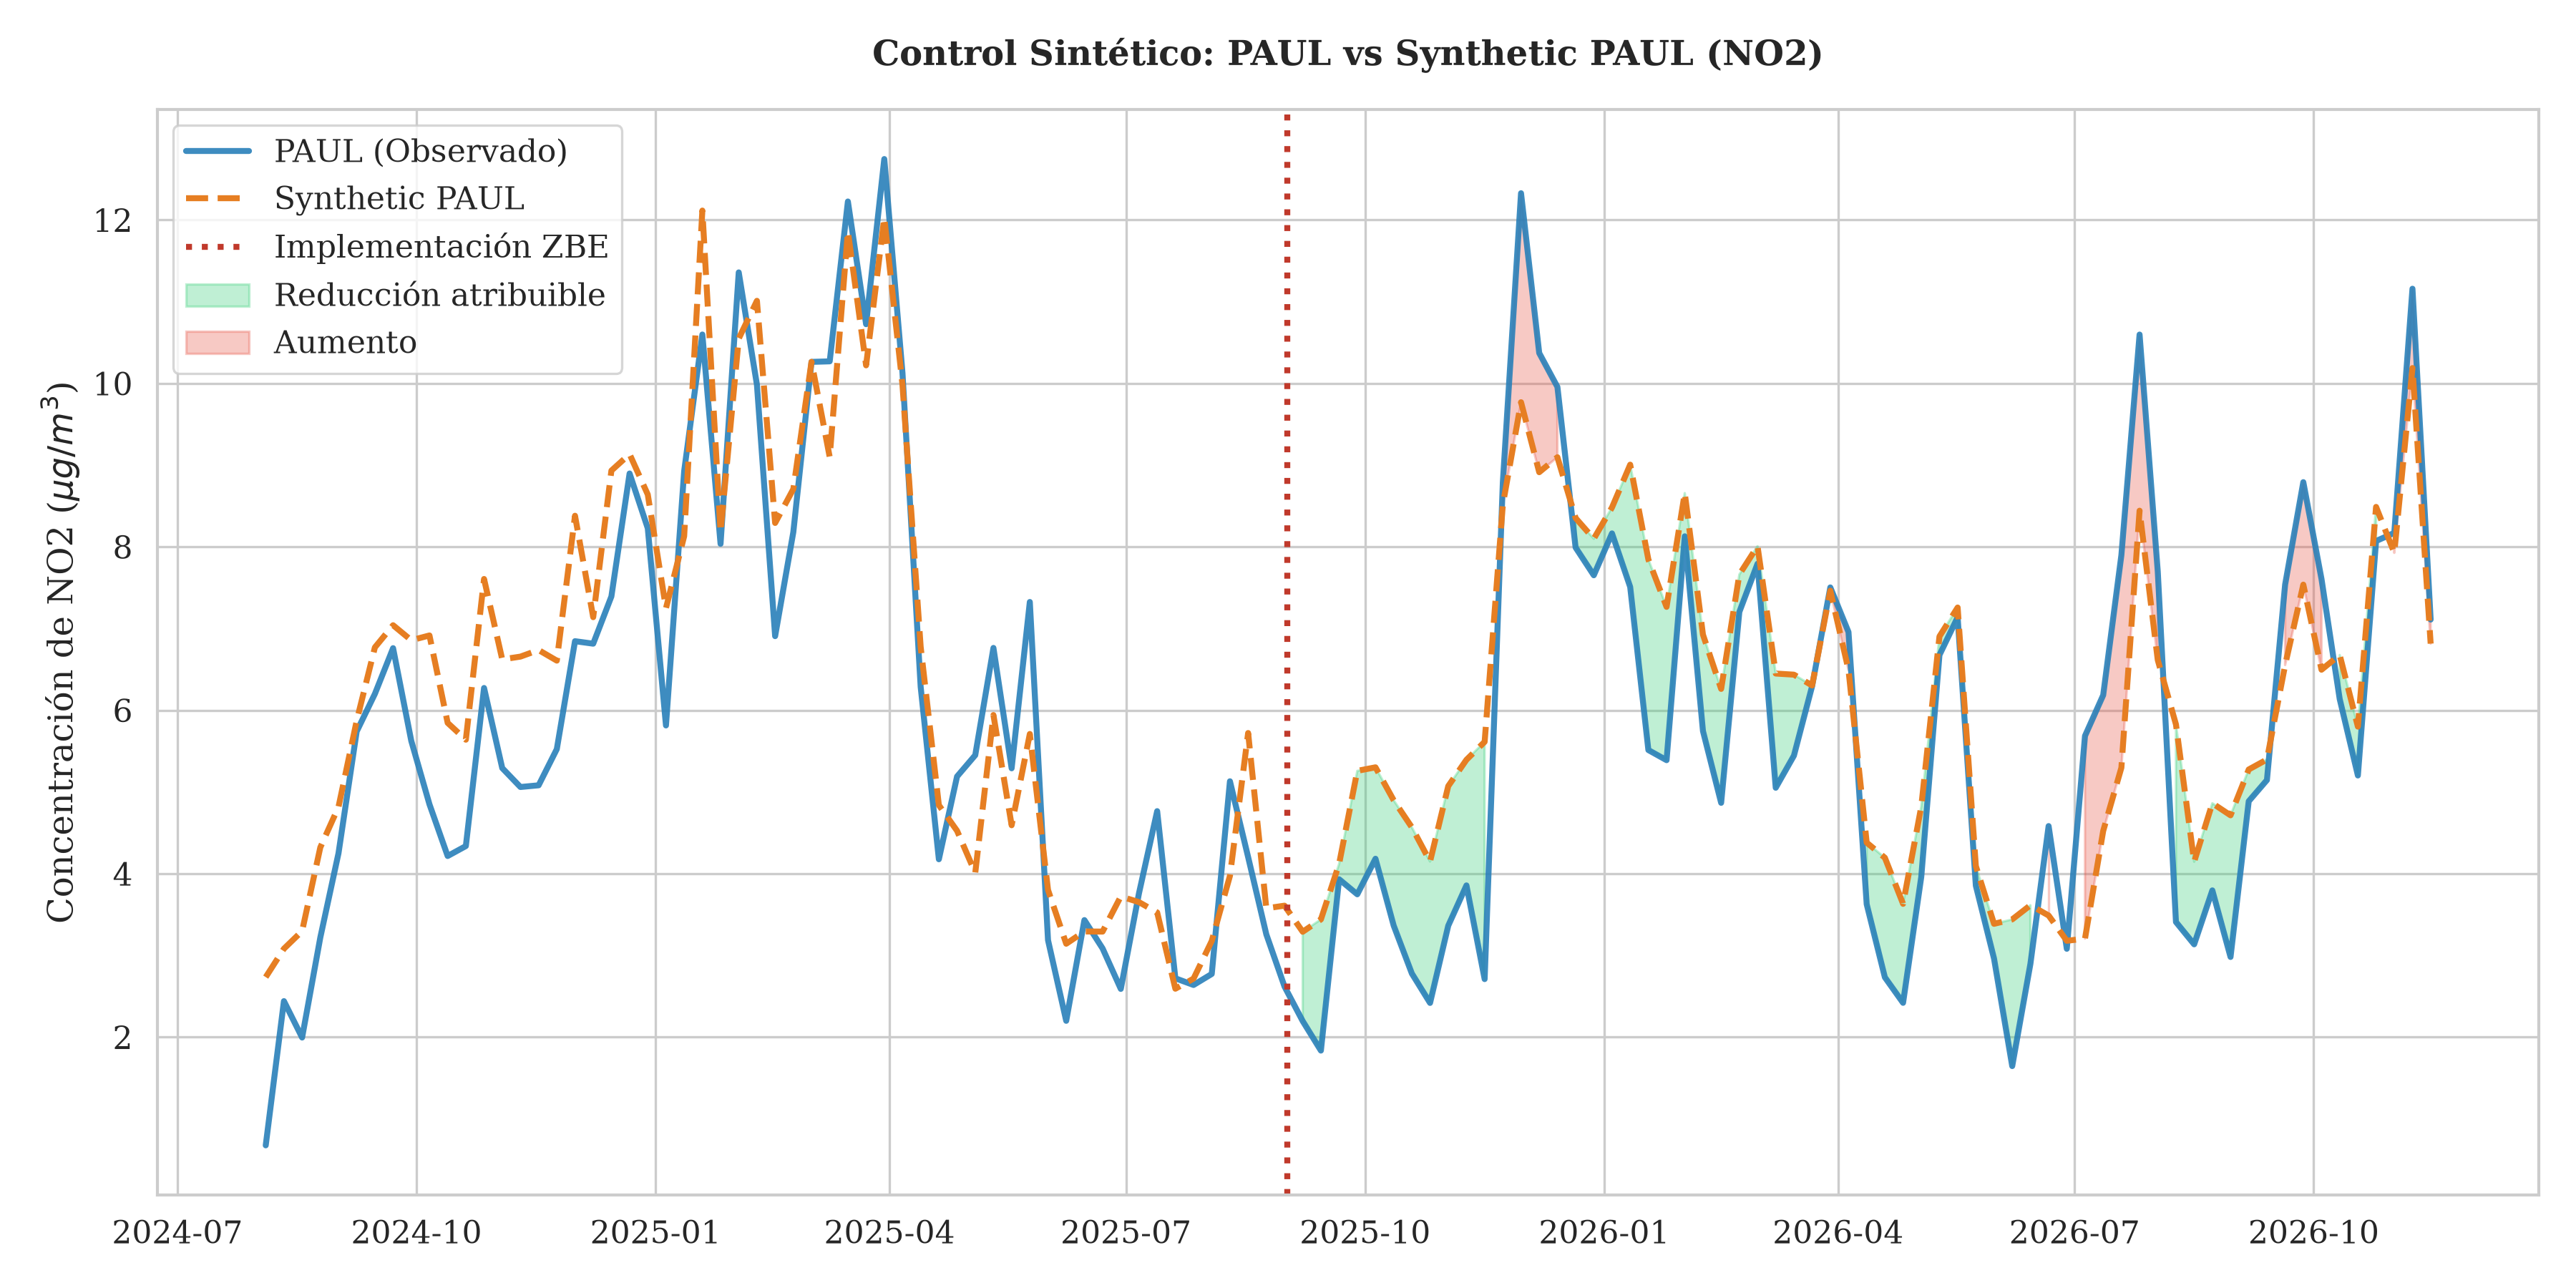 Control Sintético: PAUL vs Synthetic PAUL (NO2)
PAUL (Observado)
Synthetic PAUL
Implementación ZBE
Reducción atribuible
Aumento
Concentración de NO2 (μg/m³)
12
10
8
6
4
2
2024-07
2024-10
2025-01
2025-04
2025-07
2025-10
2026-01
2026-04
2026-07
2026-10